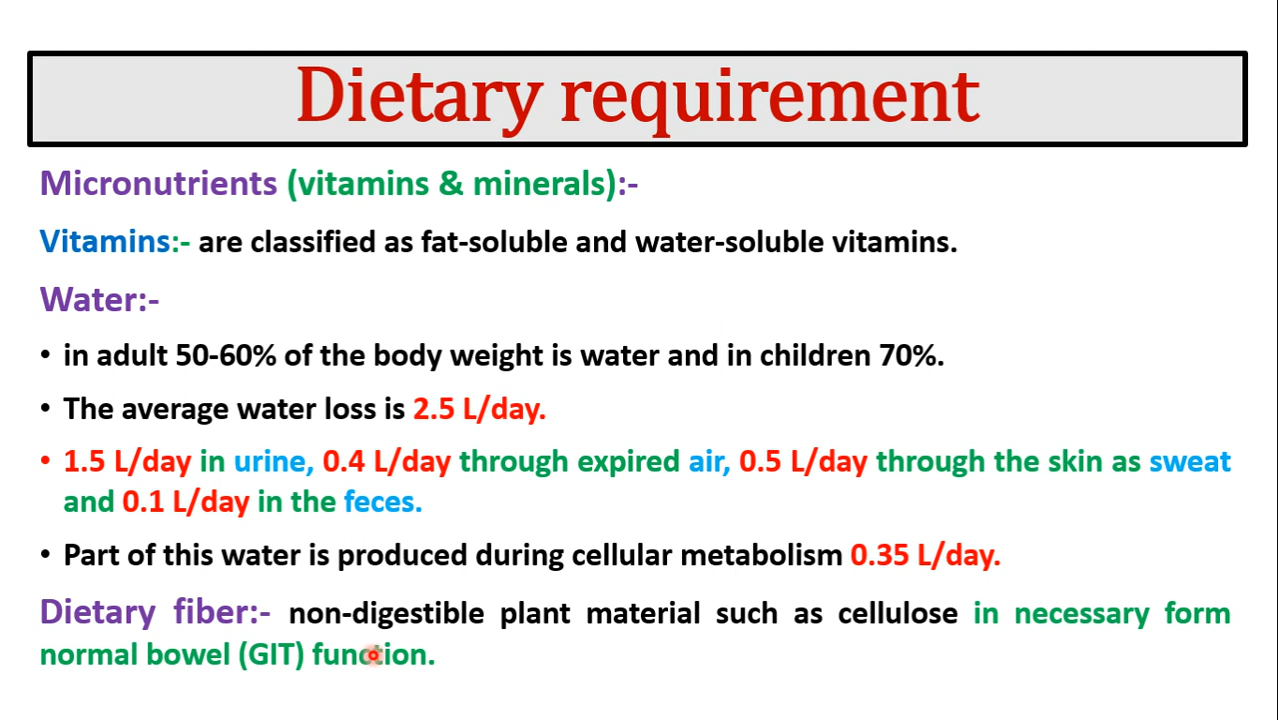 Dietary requirement
Micronutrients (vitamins & minerals):-
Vitamins:- are classified as fat-soluble and water-soluble vitamins.
Water:-
• in adult 50-60% of the body weight is water and in children 70%.
• The average water loss is 2.5 L/day.
• 1.5 L/day in urine, 0.4 L/day through expired air, 0.5 L/day through the skin as sweat
and 0.1 L/day in the feces.
• Part of this water is produced during cellular metabolism 0.35 L/day.
Dietary fiber:- non-digestible plant material such as cellulose in necessary form
normal bowel (GIT) function.